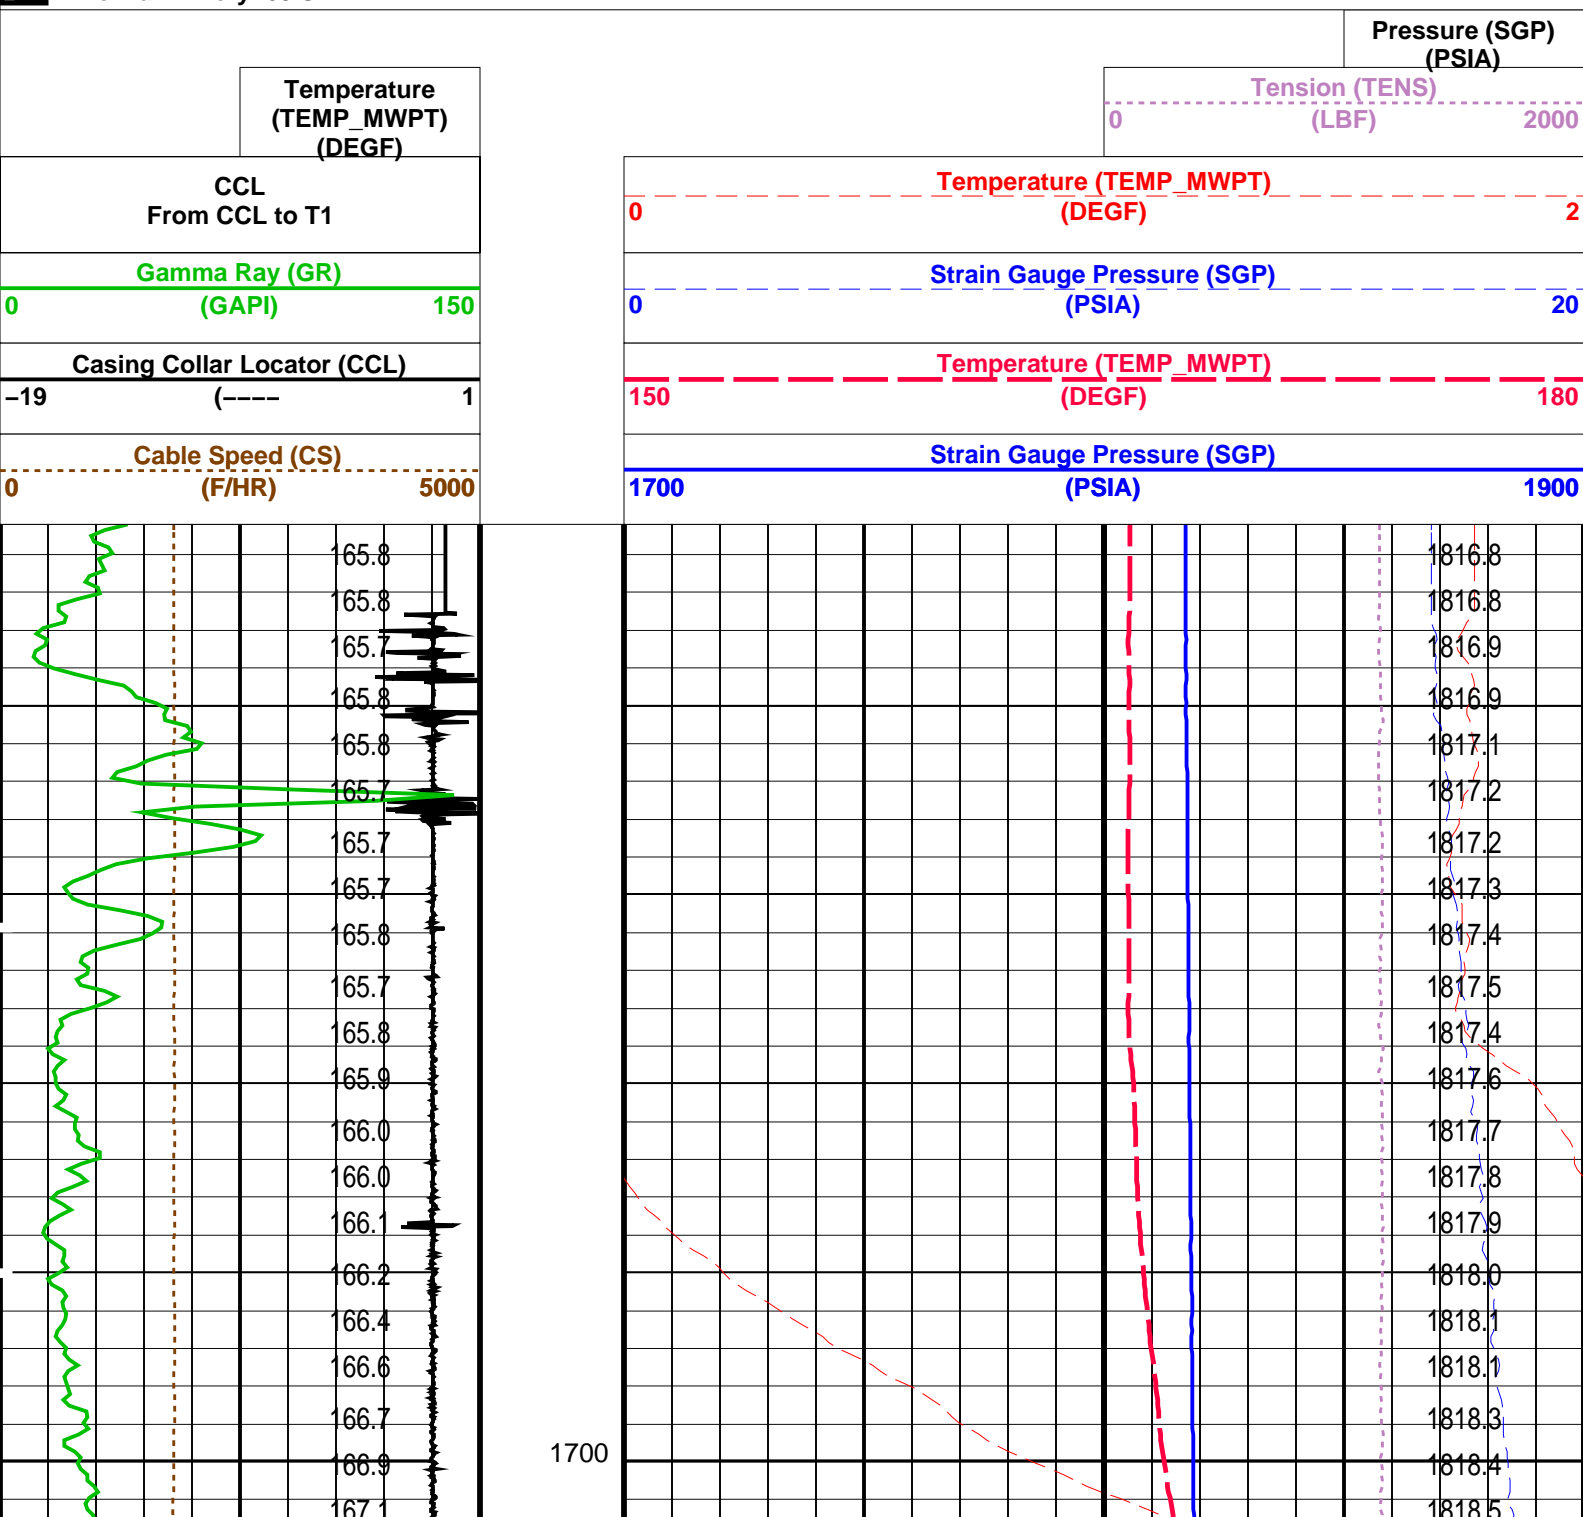 Pressure (SGP)
(PSIA)
Temperature
(TEMP_MWPT)
(DEGF)
Tension (TENS)
0 (LBF) 2000
CCL
From CCL to T1
Temperature (TEMP_MWPT)
0 (DEGF) 2
Gamma Ray (GR)
0 (GAPI) 150
Strain Gauge Pressure (SGP)
0 (PSIA) 20
Casing Collar Locator (CCL)
−19 (−−−− 1
Temperature (TEMP_MWPT)
150 (DEGF) 180
Cable Speed (CS)
0 (F/HR) 5000
Strain Gauge Pressure (SGP)
1700 (PSIA) 1900
165.8 1816.8
165.8 1816.8
165.7 1816.9
165.8 1816.9
165.8 1817.1
165.7 1817.2
165.7 1817.2
165.7 1817.3
165.8 1817.4
165.7 1817.5
165.8 1817.4
165.9 1817.6
166.0 1817.7
166.0 1817.8
166.1 1817.9
166.2 1818.0
166.4 1818.1
166.6 1818.1
166.7 1818.3
1700
166.9 1818.4
167.1 1818.5